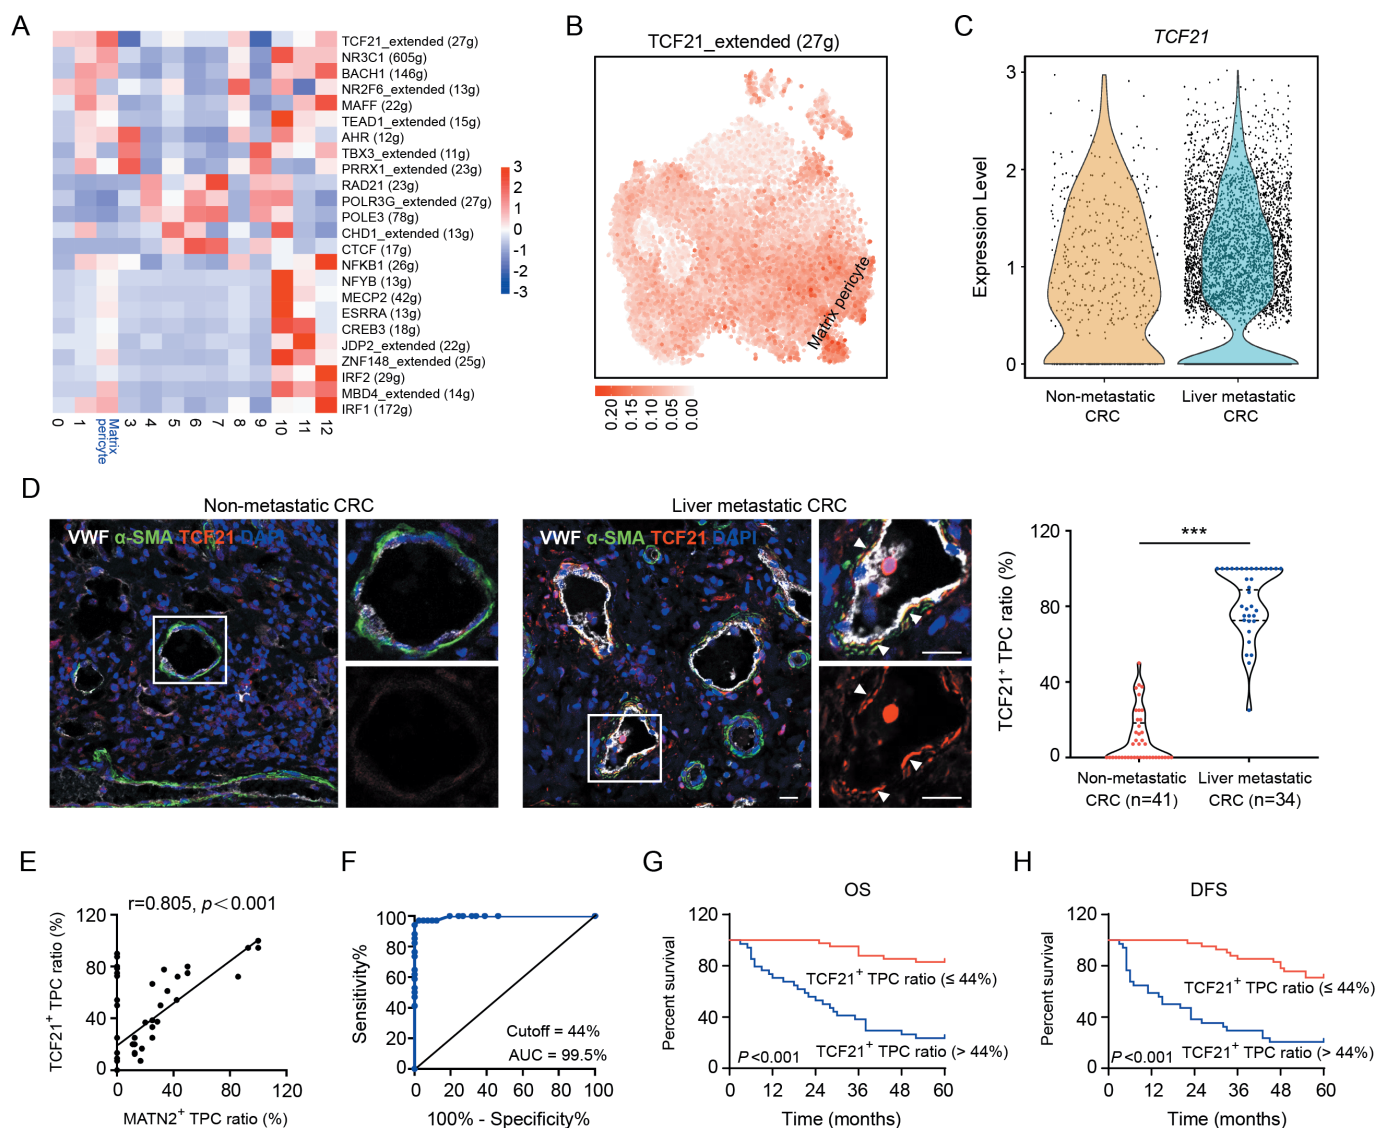 A
TCF21_extended (27g)
NR3C1 (605g)
BACH1 (146g)
NR2F6_extended (13g)
MAFF (22g)
TEAD1_extended (15g)
AHR (12g)
TBX3_extended (11g)
PRRX1_extended (23g)
RAD21 (23g)
POLR3G_extended (27g)
POLE3 (78g)
CHD1_extended (13g)
CTCF (17g)
NFKB1 (26g)
NFYB (13g)
MECP2 (42g)
ESRRA (13g)
CREB3 (18g)
JDP2_extended (22g)
ZNF148_extended (25g)
IRF2 (29g)
MBD4_extended (14g)
IRF1 (172g)
0 1 Matrix pericyte 3 4 5 6 7 8 9 10 11 12
3
2
1
0
-1
-2
-3
B
TCF21_extended (27g)
Matrix pericyte
0.20 0.15 0.10 0.05 0.00
C
TCF21
Expression Level
3
2
1
0
Non-metastatic CRC
Liver metastatic CRC
D
Non-metastatic CRC
VWF α-SMA TCF21 DAPI
Liver metastatic CRC
VWF α-SMA TCF21 DAPI
TCF21+ TPC ratio (%)
120
80
40
0
***
Non-metastatic CRC (n=41)
Liver metastatic CRC (n=34)
E
r=0.805, p<0.001
TCF21+ TPC ratio (%)
120
80
40
0
0 40 80 120
MATN2+ TPC ratio (%)
F
Sensitivity%
100
80
60
40
20
0
Cutoff = 44%
AUC = 99.5%
0 20 40 60 80 100
100% - Specificity%
G
OS
Percent survival
120
80
40
0
TCF21+ TPC ratio (≤ 44%)
TCF21+ TPC ratio (> 44%)
P<0.001
0 12 24 36 48 60
Time (months)
H
DFS
Percent survival
120
80
40
0
TCF21+ TPC ratio (≤ 44%)
TCF21+ TPC ratio (> 44%)
P<0.001
0 12 24 36 48 60
Time (months)